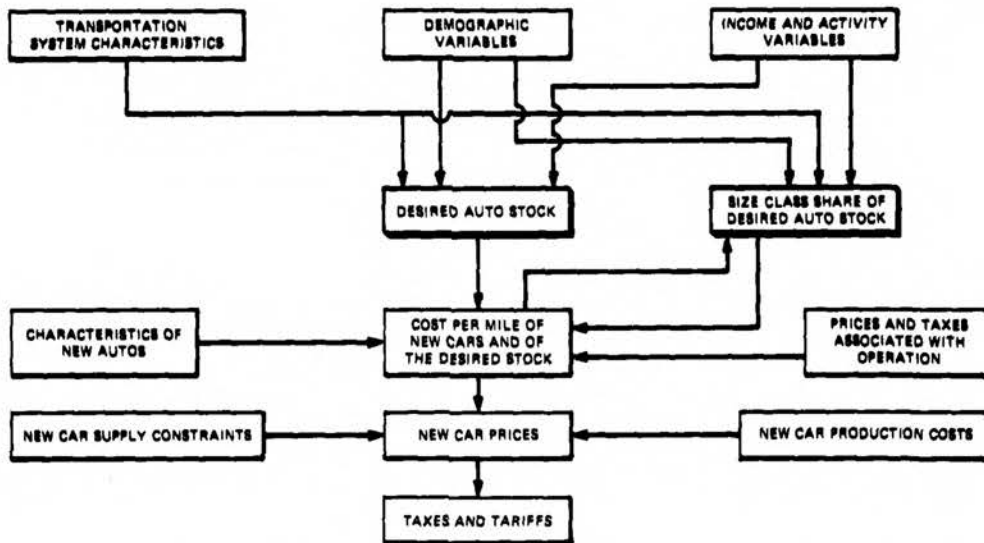 TRANSPORTATION
SYSTEM CHARACTERISTICS
DEMOGRAPHIC
VARIABLES
INCOME AND ACTIVITY
VARIABLES
DESIRED AUTO STOCK
SIZE CLASS SHARE OF
DESIRED AUTO STOCK
CHARACTERISTICS OF
NEW AUTOS
COST PER MILE OF
NEW CARS AND OF
THE DESIRED STOCK
PRICES AND TAXES
ASSOCIATED WITH
OPERATION
NEW CAR SUPPLY CONSTRAINTS
NEW CAR PRICES
NEW CAR PRODUCTION COSTS
TAXES AND TARIFFS